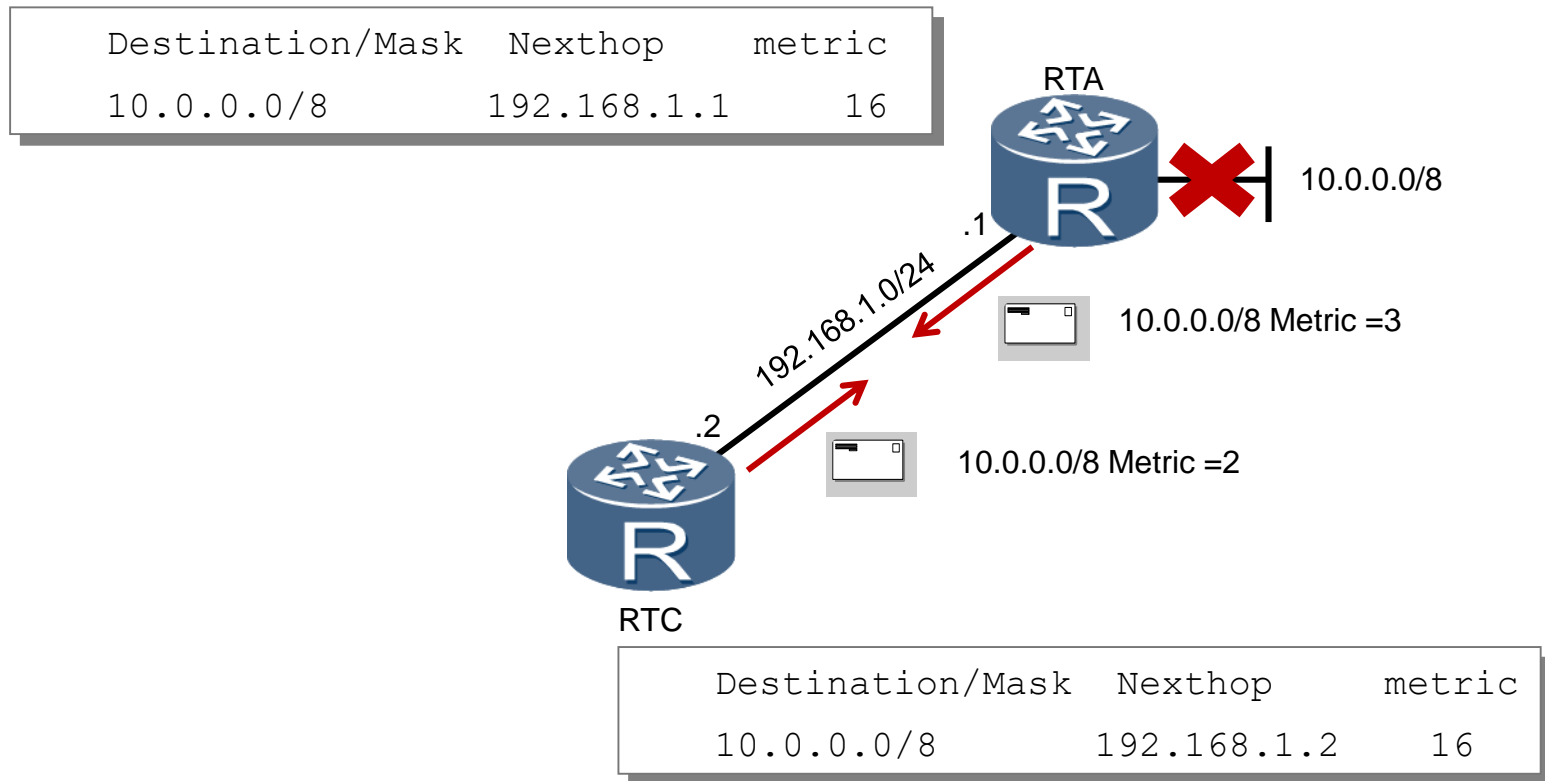 Destination/Mask Nexthop metric
10.0.0.0/8 192.168.1.1 16
RTA
R
10.0.0.0/8
.1
192.168.1.0/24
10.0.0.0/8 Metric =3
.2
10.0.0.0/8 Metric =2
R
RTC
Destination/Mask Nexthop metric
10.0.0.0/8 192.168.1.2 16